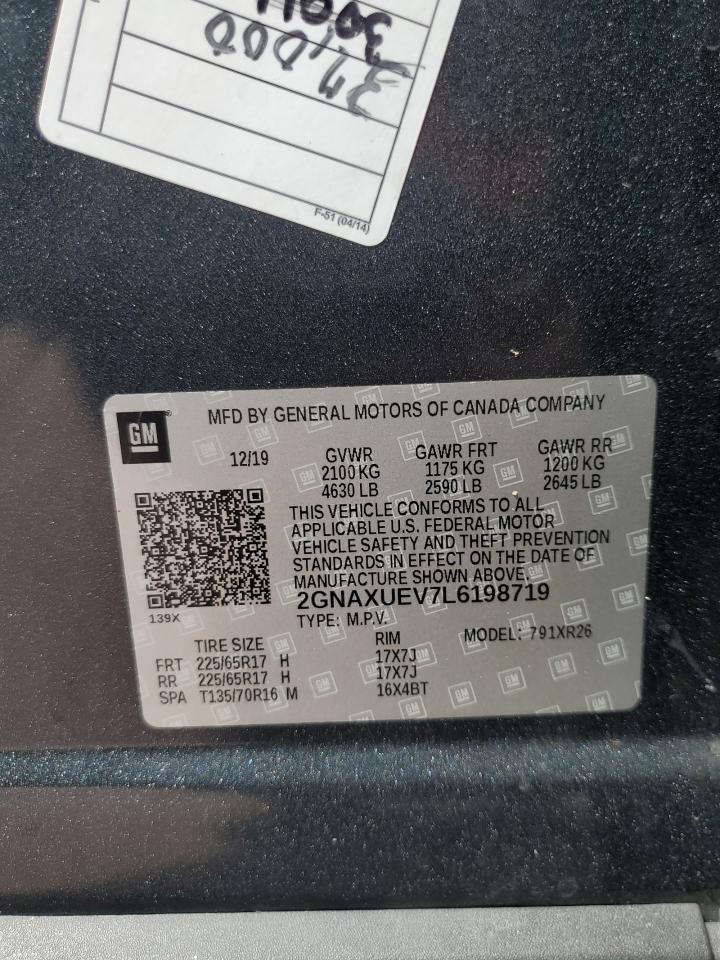 37,000
F-51 (04/14)
GM
MFD BY GENERAL MOTORS OF CANADA COMPANY
12/19 GVWR GAWR FRT GAWR RR
2100 KG 1175 KG 1200 KG
4630 LB 2590 LB 2645 LB
THIS VEHICLE CONFORMS TO ALL
APPLICABLE U.S. FEDERAL MOTOR
VEHICLE SAFETY AND THEFT PREVENTION
STANDARDS IN EFFECT ON THE DATE OF
MANUFACTURE SHOWN ABOVE.
2GNAXUEV7L6198719
139X
TYPE: M.P.V. MODEL: 791XR26
TIRE SIZE RIM
FRT 225/65R17 H 17X7J
RR 225/65R17 H 17X7J
SPA T135/70R16 M 16X4BT